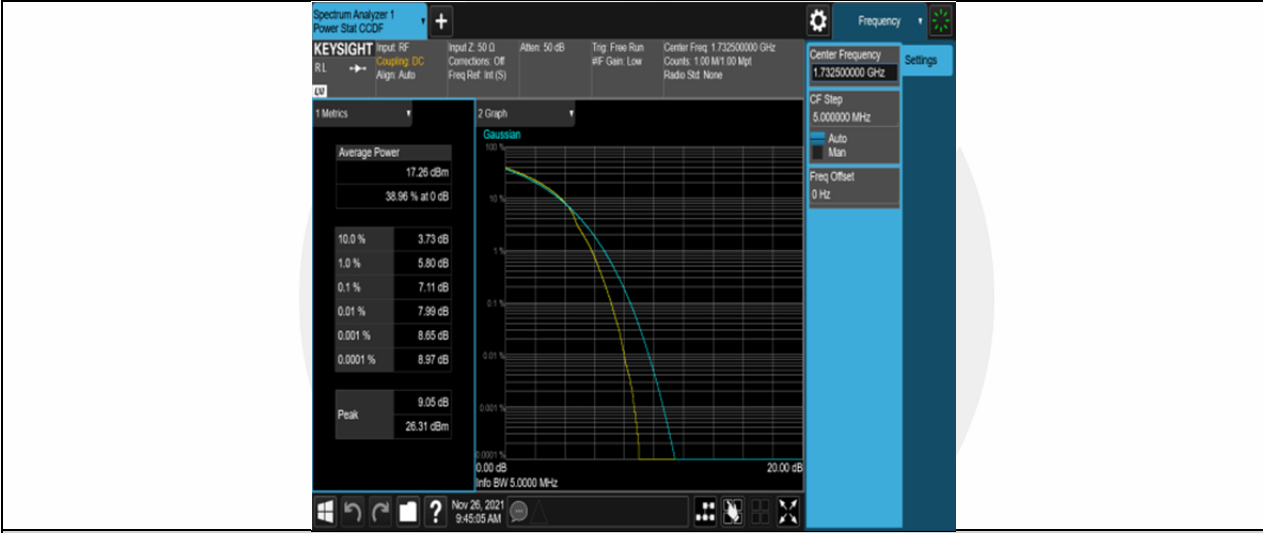 Spectrum Analyzer 1
Power Stat CCDF
+
Frequency
KEYSIGHT
RL
LV
Input: RF
Coupling: DC
Align: Auto
Input Z: 50 Ω
Corrections: Off
Freq Ref: Int (S)
Atten: 50 dB
Trig: Free Run
#IF Gain: Low
Center Freq: 1.732500000 GHz
Counts: 1.00 M/1.00 Mpt
Radio Std: None
Center Frequency
1.732500000 GHz
Settings
CF Step
5.000000 MHz
Auto
Man
Freq Offset
0 Hz
1 Metrics
Average Power
17.26 dBm
38.96 % at 0 dB
10.0 % 3.73 dB
1.0 % 5.80 dB
0.1 % 7.11 dB
0.01 % 7.99 dB
0.001 % 8.65 dB
0.0001 % 8.97 dB
Peak
9.05 dB
26.31 dBm
2 Graph
Gaussian
100 %
10 %
1 %
0.1 %
0.01 %
0.001 %
0.0001 %
0.00 dB 20.00 dB
Info BW 5.0000 MHz
?
Nov 26, 2021
9:45:05 AM